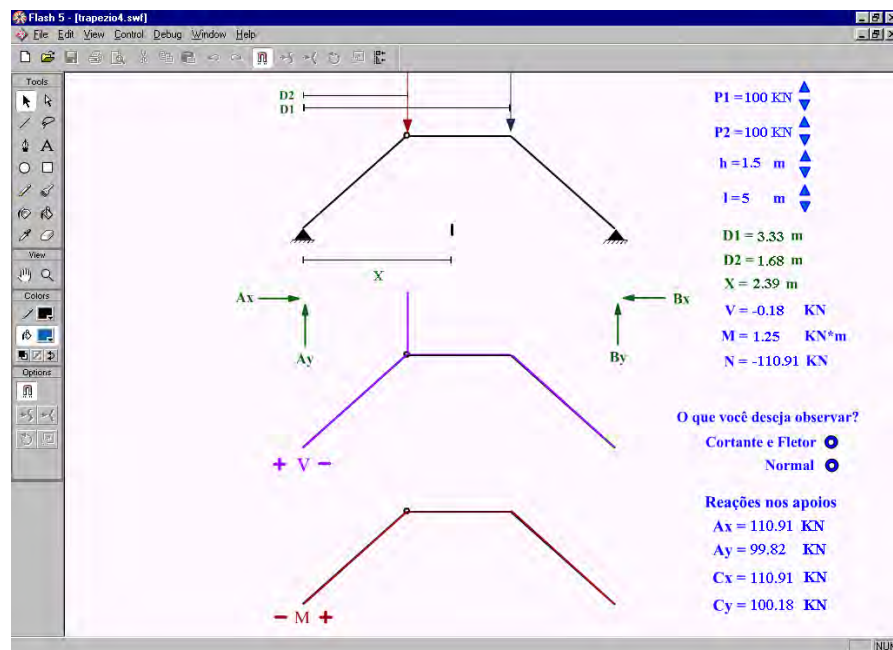 Flash 5 - [trapezio4.swf]
File Edit View Control Debug Window Help
Tools
A
View
Colors
Options
D2
D1
X
Ax
Ay
Bx
By
+ V -
- M +
P1 =100 KN
P2 =100 KN
h =1.5 m
l =5 m
D1 = 3.33 m
D2 = 1.68 m
X = 2.39 m
V = -0.18 KN
M = 1.25 KN*m
N = -110.91 KN
O que você deseja observar?
Cortante e Fletor
Normal
Reações nos apoios
Ax = 110.91 KN
Ay = 99.82 KN
Cx = 110.91 KN
Cy = 100.18 KN
NUM